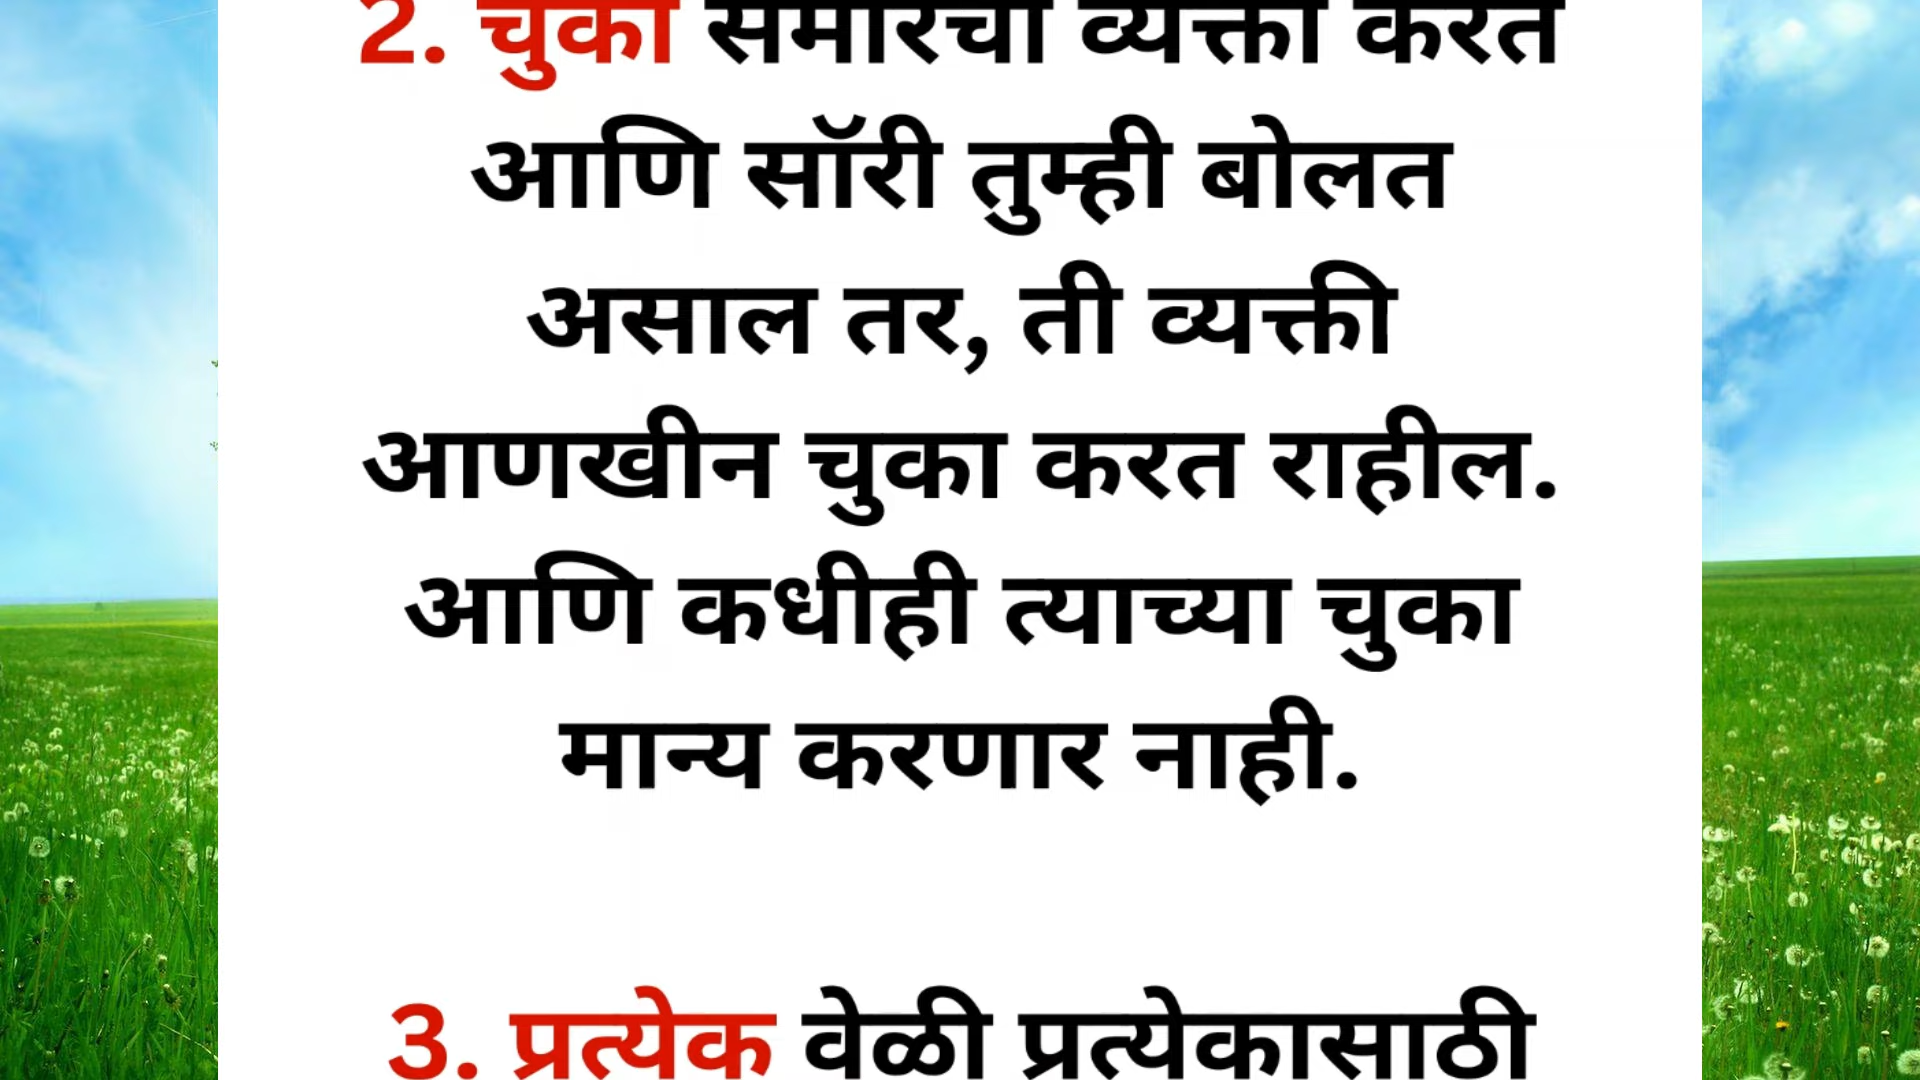 2. चुका समोरची व्यक्ती करत
आणि सॉरी तुम्ही बोलत
असाल तर, ती व्यक्ती
आणखीन चुका करत राहील.
आणि कधीही त्याच्या चुका
मान्य करणार नाही.
3. प्रत्येक वेळी प्रत्येकासाठी